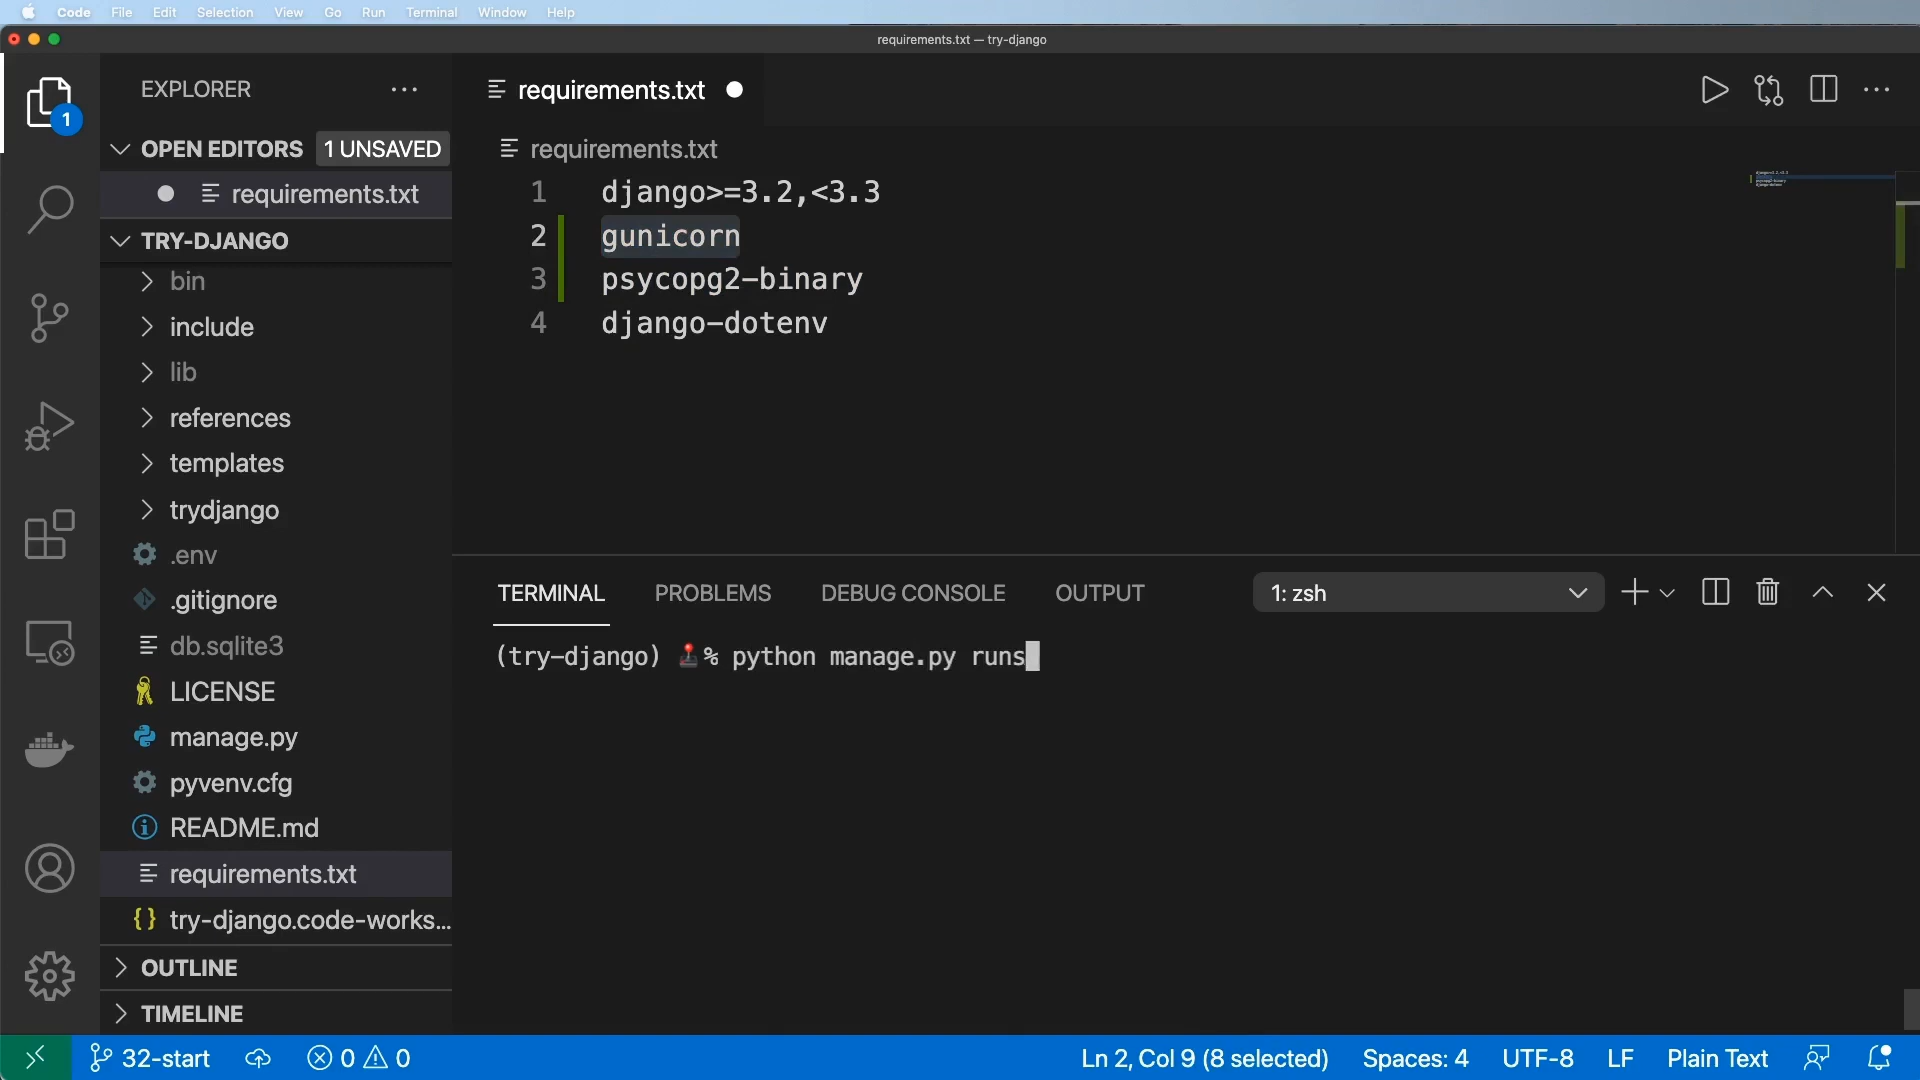 Code File Edit Selection View Go Run Terminal Window Help
requirements.txt — try-django
EXPLORER
requirements.txt
1
OPEN EDITORS 1 UNSAVED
requirements.txt
requirements.txt
1 django>=3.2,<3.3
2 gunicorn
3 psycopg2-binary
4 django-dotenv
TRY-DJANGO
bin
include
lib
references
templates
trydjango
.env
.gitignore
db.sqlite3
LICENSE
manage.py
pyvenv.cfg
README.md
requirements.txt
{} try-django.code-works...
OUTLINE
TIMELINE
TERMINAL PROBLEMS DEBUG CONSOLE OUTPUT 1: zsh
(try-django) % python manage.py runs
32-start 0 0 Ln 2, Col 9 (8 selected) Spaces: 4 UTF-8 LF Plain Text